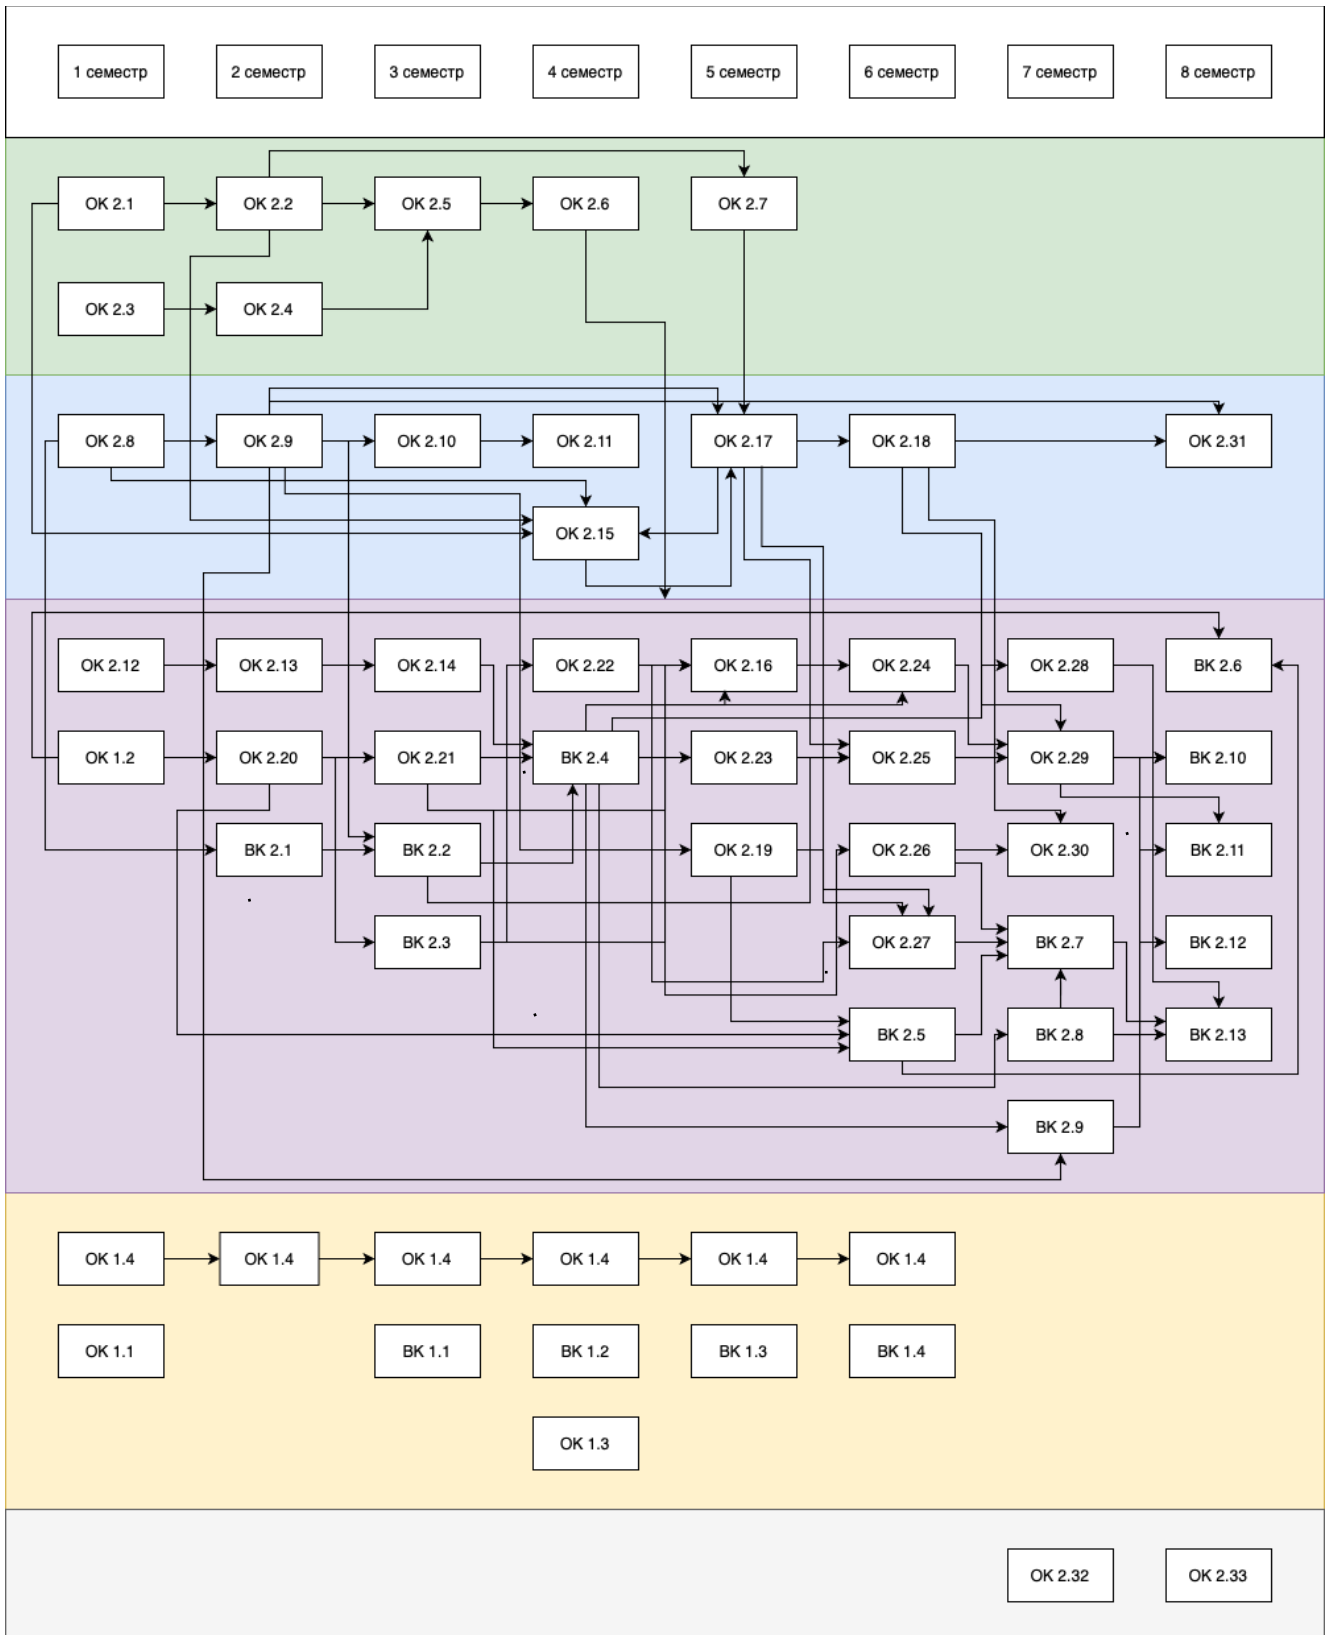 1 семестр 2 семестр 3 семестр 4 семестр 5 семестр 6 семестр 7 семестр 8 семестр
ОК 2.1 ОК 2.2 ОК 2.5 ОК 2.6 ОК 2.7
ОК 2.3 ОК 2.4
ОК 2.8 ОК 2.9 ОК 2.10 ОК 2.11 ОК 2.17 ОК 2.18 ОК 2.31
ОК 2.15
ОК 2.12 ОК 2.13 ОК 2.14 ОК 2.22 ОК 2.16 ОК 2.24 ОК 2.28 ВК 2.6
ОК 1.2 ОК 2.20 ОК 2.21 ВК 2.4 ОК 2.23 ОК 2.25 ОК 2.29 ВК 2.10
ВК 2.1 ВК 2.2 ОК 2.19 ОК 2.26 ОК 2.30 ВК 2.11
ВК 2.3 ОК 2.27 ВК 2.7 ВК 2.12
ВК 2.5 ВК 2.8 ВК 2.13
ВК 2.9
ОК 1.4 ОК 1.4 ОК 1.4 ОК 1.4 ОК 1.4 ОК 1.4
ОК 1.1 ВК 1.1 ВК 1.2 ВК 1.3 ВК 1.4
ОК 1.3
ОК 2.32 ОК 2.33